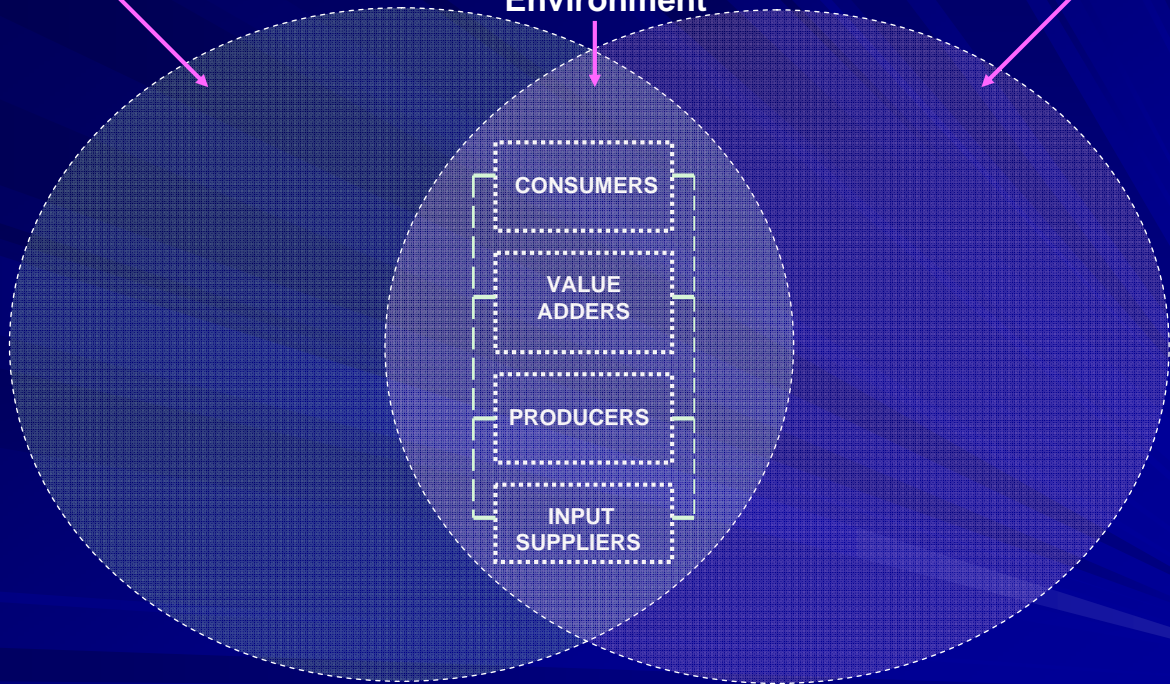 Environment
CONSUMERS
VALUE
ADDERS
PRODUCERS
INPUT
SUPPLIERS